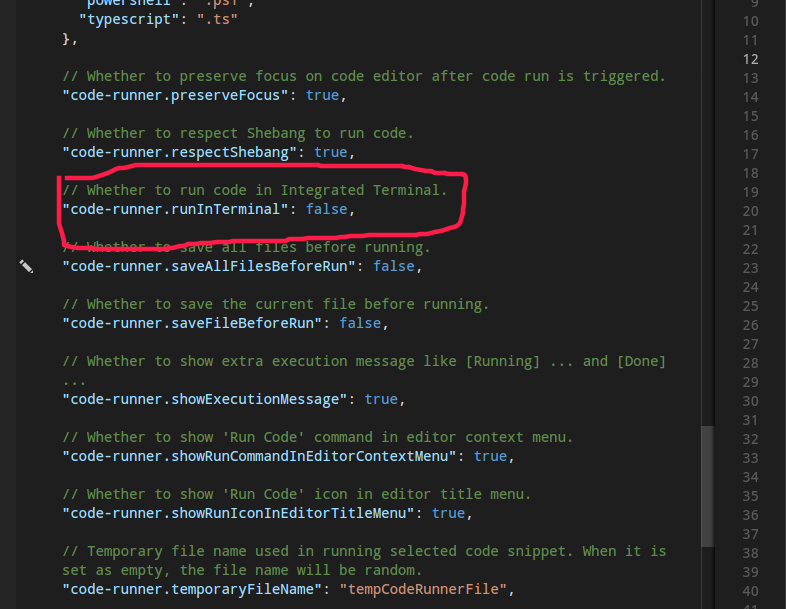 "powershell": ".ps1",
"typescript": ".ts"
},
// Whether to preserve focus on code editor after code run is triggered.
"code-runner.preserveFocus": true,
// Whether to respect Shebang to run code.
"code-runner.respectShebang": true,
// Whether to run code in Integrated Terminal.
"code-runner.runInTerminal": false,
// Whether to save all files before running.
"code-runner.saveAllFilesBeforeRun": false,
// Whether to save the current file before running.
"code-runner.saveFileBeforeRun": false,
// Whether to show extra execution message like [Running] ... and [Done]
...
"code-runner.showExecutionMessage": true,
// Whether to show 'Run Code' command in editor context menu.
"code-runner.showRunCommandInEditorContextMenu": true,
// Whether to show 'Run Code' icon in editor title menu.
"code-runner.showRunIconInEditorTitleMenu": true,
// Temporary file name used in running selected code snippet. When it is
set as empty, the file name will be random.
"code-runner.temporaryFileName": "tempCodeRunnerFile",
9
10
11
12
13
14
15
16
17
18
19
20
21
22
23
24
25
26
27
28
29
30
31
32
33
34
35
36
37
38
39
40